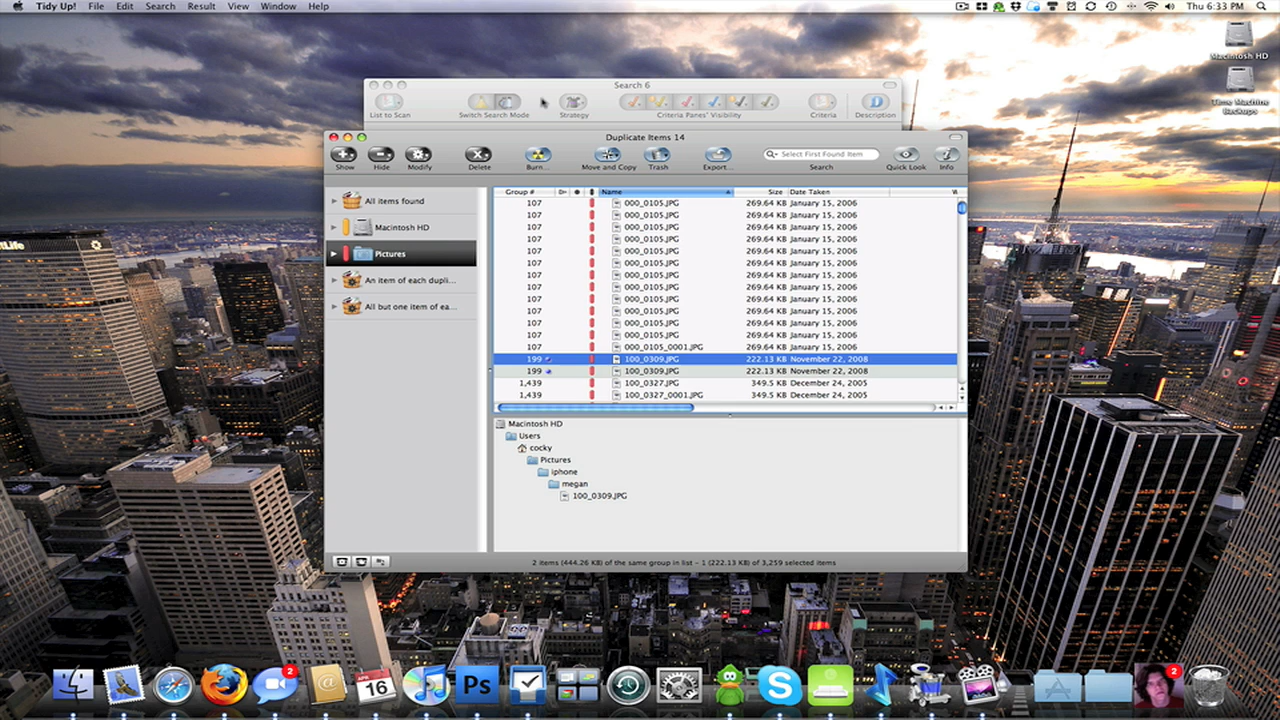 Tidy Up! File Edit Search Result View Window Help Thu 6:33 PM
Macintosh HD
Time Machine
Backups
Search 6
List to Scan Switch Search Mode Strategy Criteria Panes' Visibility Criteria Description
Duplicate Items 14
Select First Found Item
Show Hide Modify Delete Burn... Move and Copy Trash Export... Search Quick Look Info
Group # Name Size Date Taken
All items found
Macintosh HD
Pictures
An item of each dupli...
All but one item of ea...
107 000_0105.JPG 269.64 KB January 15, 2006
107 000_0105.JPG 269.64 KB January 15, 2006
107 000_0105.JPG 269.64 KB January 15, 2006
107 000_0105.JPG 269.64 KB January 15, 2006
107 000_0105.JPG 269.64 KB January 15, 2006
107 000_0105.JPG 269.64 KB January 15, 2006
107 000_0105.JPG 269.64 KB January 15, 2006
107 000_0105.JPG 269.64 KB January 15, 2006
107 000_0105.JPG 269.64 KB January 15, 2006
107 000_0105.JPG 269.64 KB January 15, 2006
107 000_0105.JPG 269.64 KB January 15, 2006
107 000_0105.JPG 269.64 KB January 15, 2006
107 000_0105_0001.JPG 269.64 KB January 15, 2006
199 100_0309.JPG 222.13 KB November 22, 2008
199 100_0309.JPG 222.13 KB November 22, 2008
1,439 100_0327.JPG 349.5 KB December 24, 2005
1,439 100_0327_0001.JPG 349.5 KB December 24, 2005
Macintosh HD
Users
cocky
Pictures
iphone
megan
100_0309.JPG
2 items (444.26 KB) of the same group in list – 1 (222.13 KB) of 3,259 selected items
2
APR
16
Ps
2